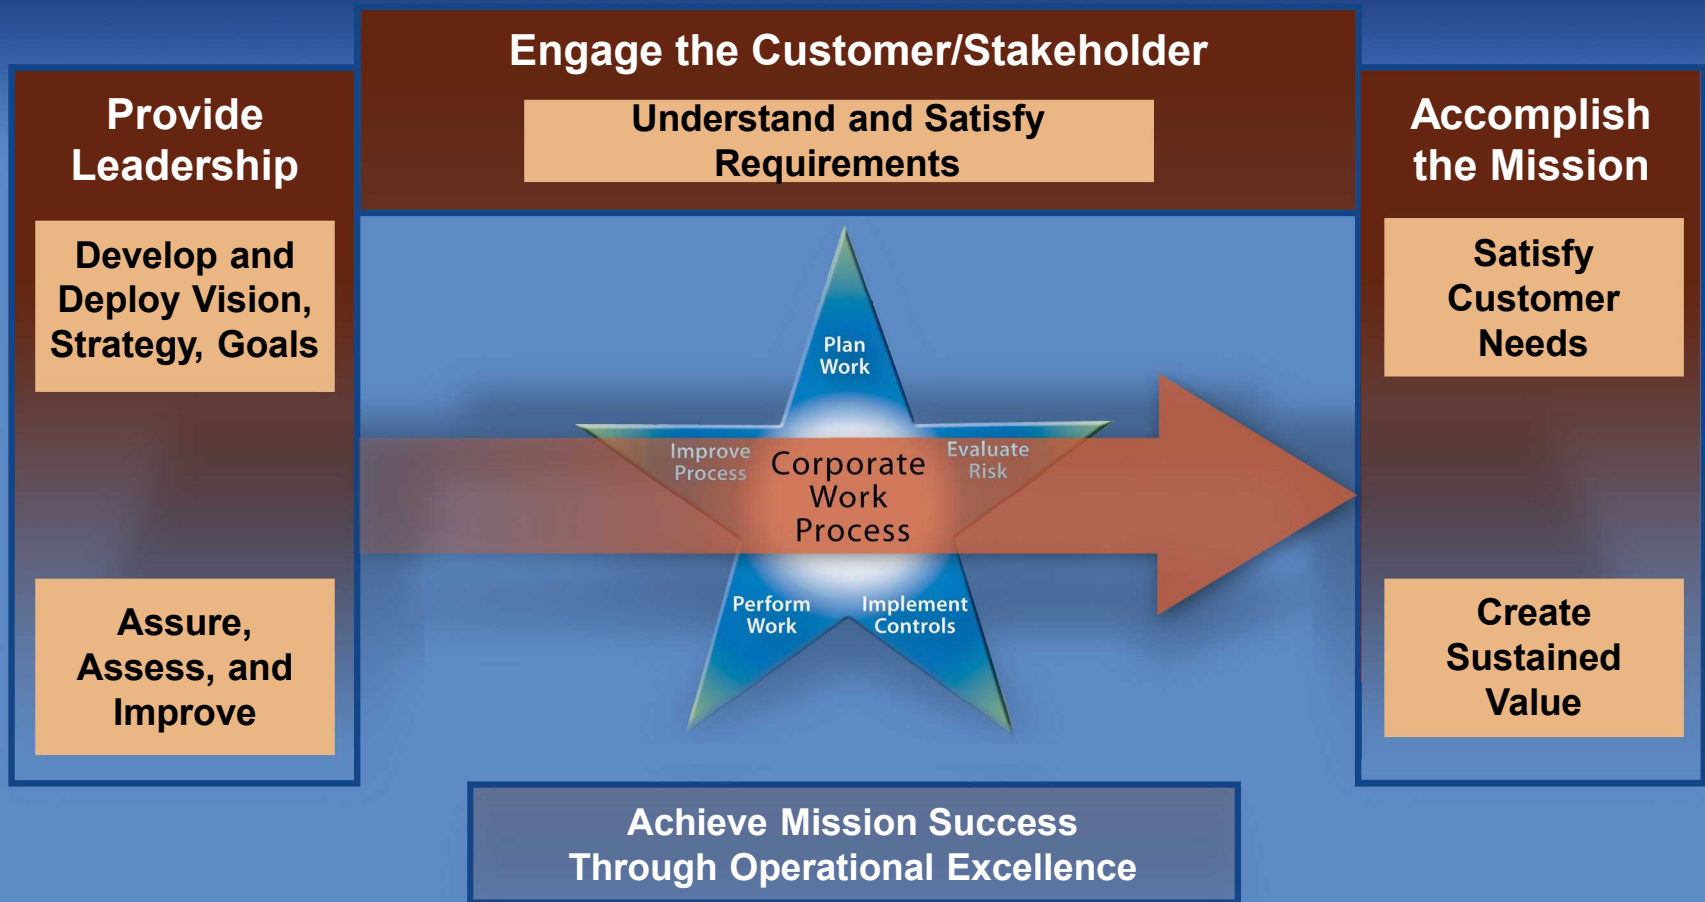 Engage the Customer/Stakeholder
Understand and Satisfy
Requirements
Provide
Leadership
Develop and
Deploy Vision,
Strategy, Goals
Assure,
Assess, and
Improve
Plan
Work
Improve
Process
Corporate
Work
Process
Evaluate
Risk
Perform
Work
Implement
Controls
Accomplish
the Mission
Satisfy
Customer
Needs
Create
Sustained
Value
Achieve Mission Success
Through Operational Excellence